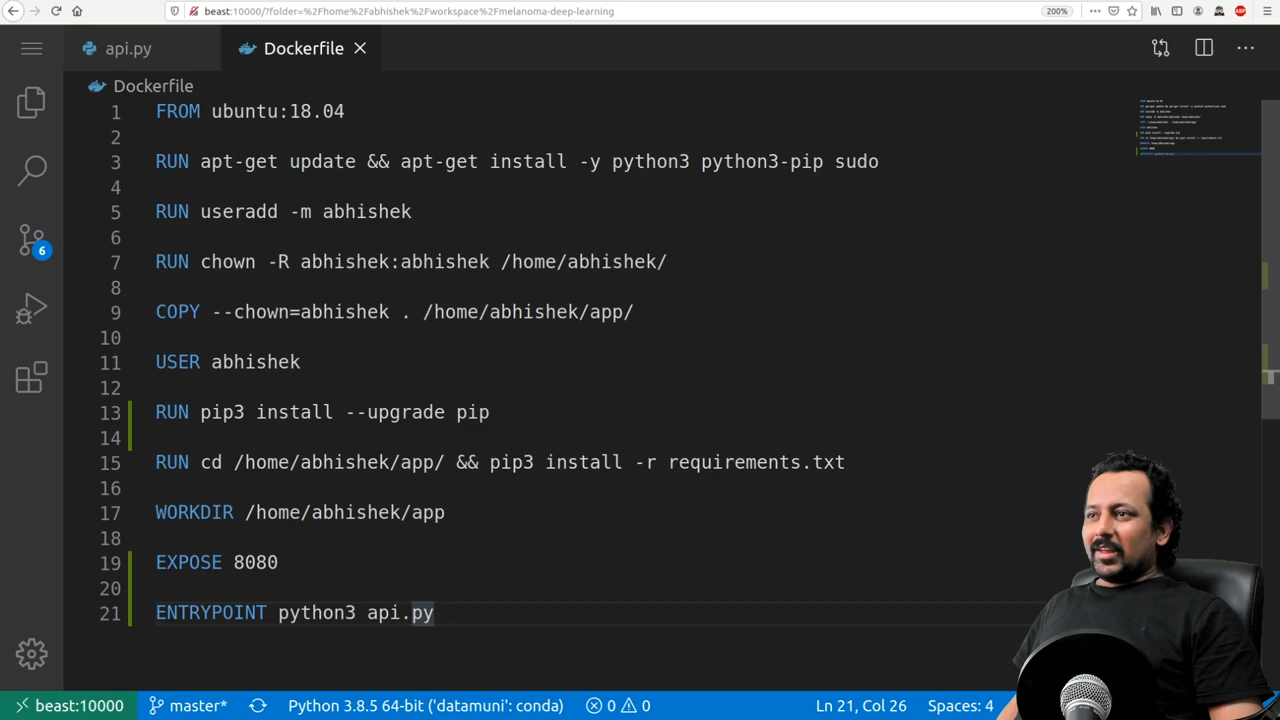 beast:10000/?folder=%2Fhome%2Fabhishek%2Fworkspace%2Fmelanoma-deep-learning
200%
ABP
api.py
Dockerfile
Dockerfile
1 FROM ubuntu:18.04
2
3 RUN apt-get update && apt-get install -y python3 python3-pip sudo
4
5 RUN useradd -m abhishek
6
7 RUN chown -R abhishek:abhishek /home/abhishek/
8
9 COPY --chown=abhishek . /home/abhishek/app/
10
11 USER abhishek
12
13 RUN pip3 install --upgrade pip
14
15 RUN cd /home/abhishek/app/ && pip3 install -r requirements.txt
16
17 WORKDIR /home/abhishek/app
18
19 EXPOSE 8080
20
21 ENTRYPOINT python3 api.py
6
beast:10000
master*
Python 3.8.5 64-bit ('datamuni': conda)
0
0
Ln 21, Col 26
Spaces: 4